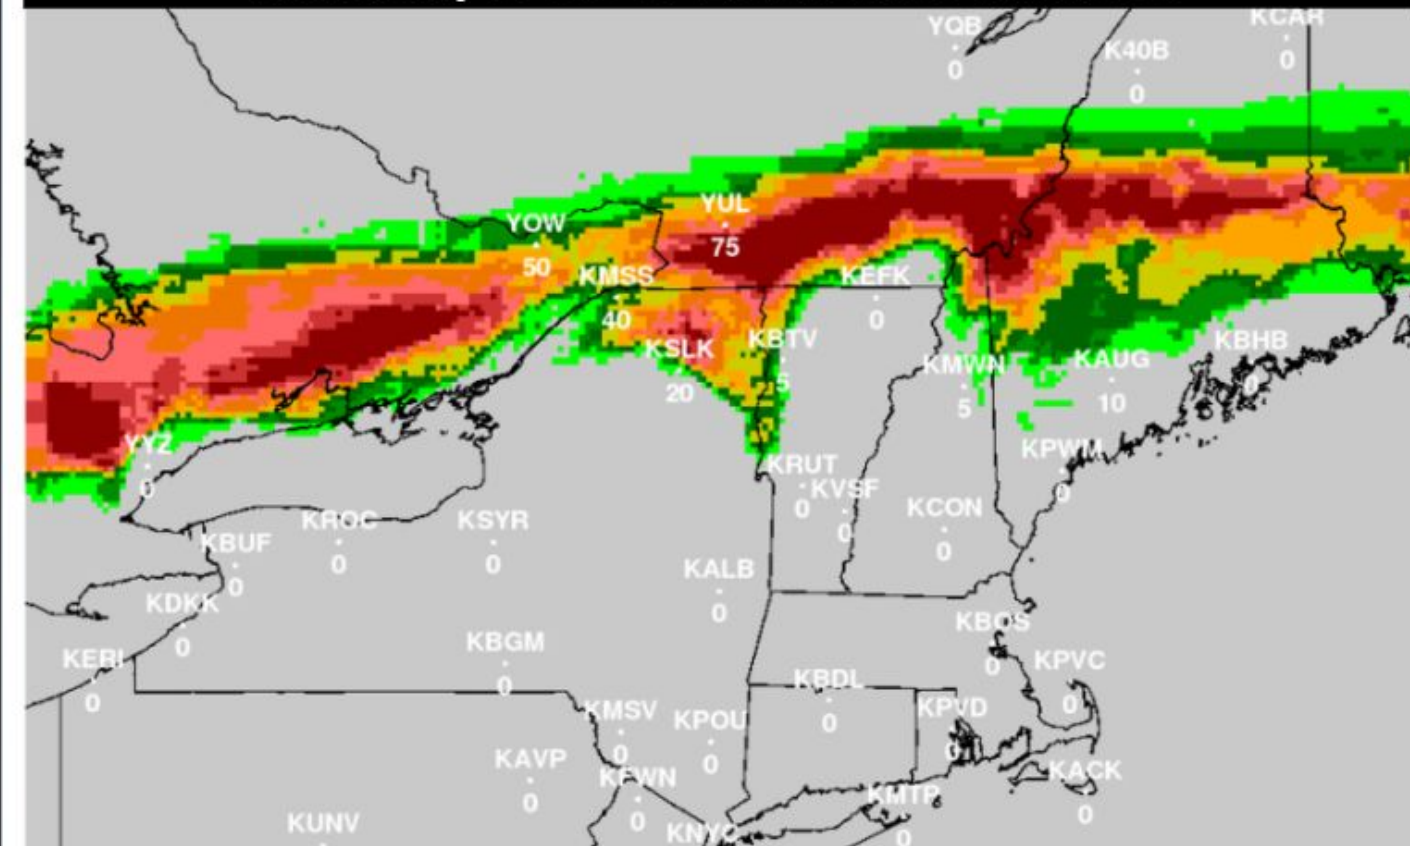 KCAR
0
YQB
0
K40B
0
YUL
75
YOW
50
KMSS
40
KEFK
0
KSLK
20
KBTV
5
KMWN
5
KAUG
10
KBHB
0
YYZ
0
KPWM
0
KRUT
0
KVSF
0
KROC
0
KSYR
0
KCON
0
KBUF
0
KALB
0
KDKK
0
KBOS
0
KBGM
0
KERI
0
KPVC
0
KBDL
0
KMSV
0
KPOU
0
KPVD
0
KAVP
0
KFWN
0
KACK
0
KMTP
0
KUNV
KNYC